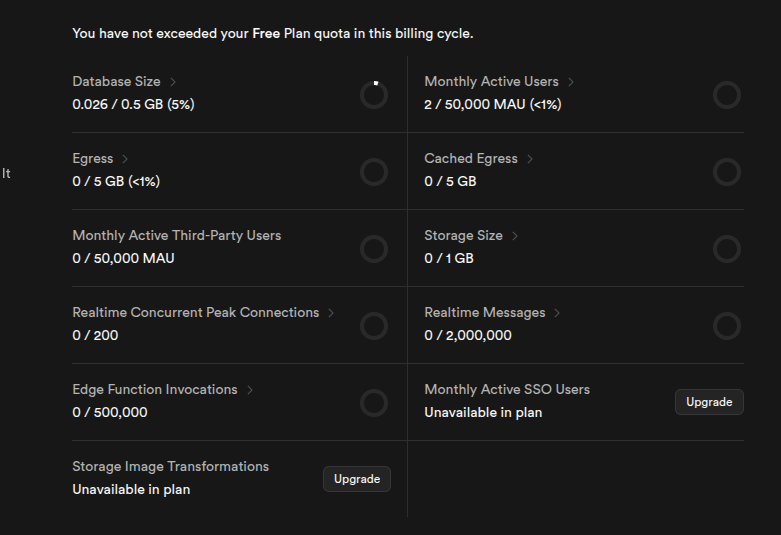 You have not exceeded your Free Plan quota in this billing cycle.
Database Size
0.026 / 0.5 GB (5%)
Monthly Active Users
2 / 50,000 MAU (<1%)
lt
Egress
0 / 5 GB (<1%)
Cached Egress
0 / 5 GB
Monthly Active Third-Party Users
0 / 50,000 MAU
Storage Size
0 / 1 GB
Realtime Concurrent Peak Connections
0 / 200
Realtime Messages
0 / 2,000,000
Edge Function Invocations
0 / 500,000
Monthly Active SSO Users
Unavailable in plan
Upgrade
Storage Image Transformations
Unavailable in plan
Upgrade